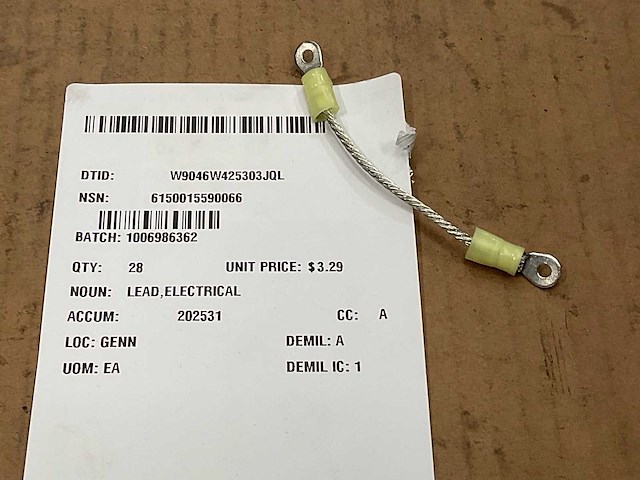 DTID: W9046W425303JQL
NSN: 6150015590066
BATCH: 1006986362
QTY: 28 UNIT PRICE: $3.29
NOUN: LEAD,ELECTRICAL
ACCUM: 202531 CC: A
LOC: GENN DEMIL: A
UOM: EA DEMIL IC: 1